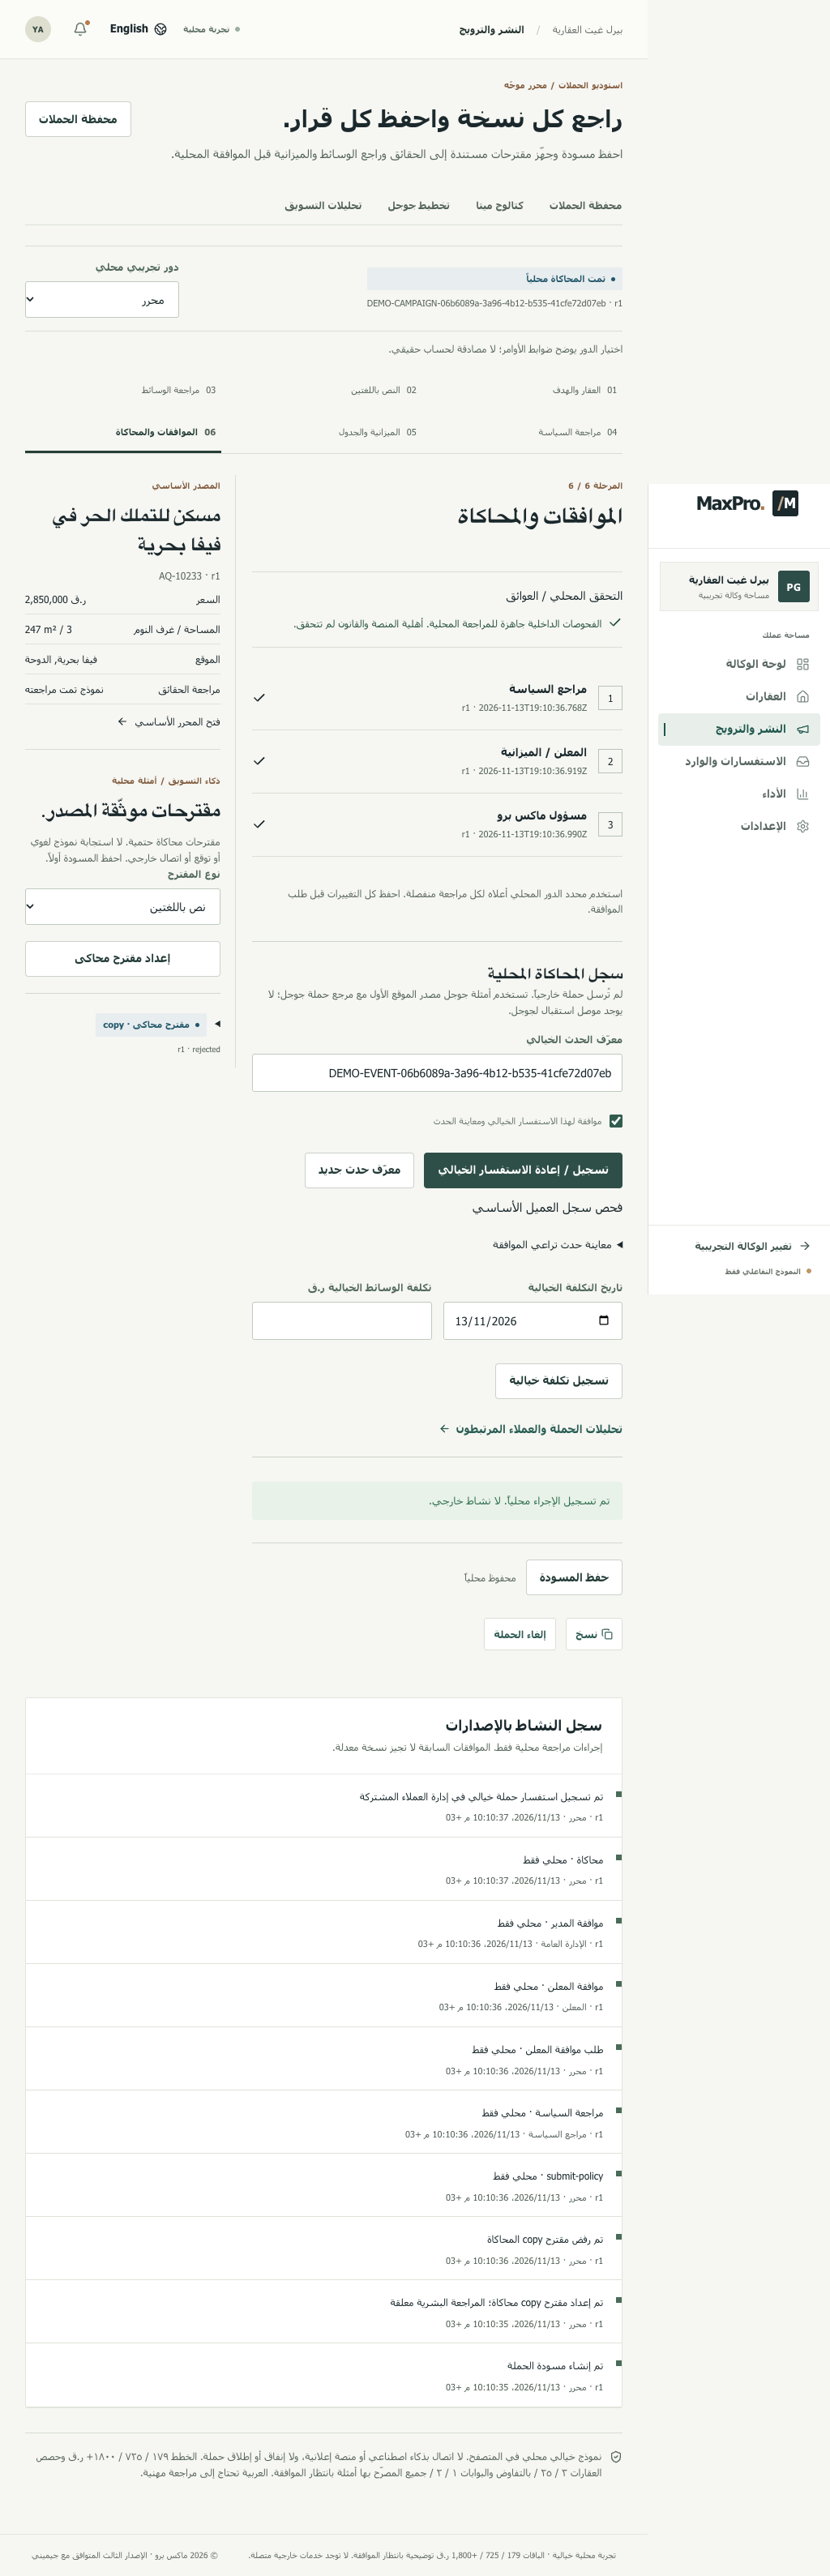 بيرل غيت العقارية / النشر والترويج
تجربة محلية
English
YA
استوديو الحملات / محرر موجّه
راجع كل نسخة واحفظ كل قرار.
احفظ مسودة وجهّز مقترحات مستندة إلى الحقائق وراجع الوسائط والميزانية قبل الموافقة المحلية.
محفظة الحملات
محفظة الحملات
كتالوج ميتا
تخطيط جوجل
تحليلات التسويق
تمت المحاكاة محلياً
DEMO-CAMPAIGN-06b6089a-3a96-4b12-b535-41cfe72d07eb · r1
دور تجريبي محلي
محرر
اختيار الدور يوضح ضوابط الأوامر؛ لا مصادقة لحساب حقيقي.
01 العقار والهدف
02 النص باللغتين
03 مراجعة الوسائط
04 مراجعة السياسة
05 الميزانية والجدول
06 الموافقات والمحاكاة
MaxPro. /M
PG
بيرل غيت العقارية
مساحة وكالة تجريبية
مساحة عملك
لوحة الوكالة
العقارات
النشر والترويج
الاستفسارات والوارد
الأداء
الإعدادات
تغيير الوكالة التجريبية
النموذج التفاعلي فقط
المرحلة 6 / 6
الموافقات والمحاكاة
التحقق المحلي / العوائق
الفحوصات الداخلية جاهزة للمراجعة المحلية. أهلية المنصة والقانون لم تتحقق.
1
مراجع السياسة
r1 · 2026-11-13T19:10:36.768Z
2
المعلن / الميزانية
r1 · 2026-11-13T19:10:36.919Z
3
مسؤول ماكس برو
r1 · 2026-11-13T19:10:36.990Z
استخدم محدد الدور المحلي أعلاه لكل مراجعة منفصلة. احفظ كل التغييرات قبل طلب
الموافقة.
سجل المحاكاة المحلية
لم تُرسل حملة خارجياً. تستخدم أمثلة جوجل مصدر الموقع الأول مع مرجع حملة جوجل؛ لا
يوجد موصل استقبال لجوجل.
معرّف الحدث الخيالي
DEMO-EVENT-06b6089a-3a96-4b12-b535-41cfe72d07eb
موافقة لهذا الاستفسار الخيالي ومعاينة الحدث
تسجيل / إعادة الاستفسار الخيالي
معرّف حدث جديد
فحص سجل العميل الأساسي
معاينة حدث تراعي الموافقة
تاريخ التكلفة الخيالية
13/11/2026
تكلفة الوسائط الخيالية ر.ق
تسجيل تكلفة خيالية
تحليلات الحملة والعملاء المرتبطون
تم تسجيل الإجراء محلياً. لا نشاط خارجي.
حفظ المسودة
محفوظ محلياً
نسخ
إلغاء الحملة
المصدر الأساسي
مسكن للتملك الحر في
فيفا بحرية
AQ-10233 · r1
السعر
ر.ق 2,850,000
المساحة / غرف النوم
247 m² / 3
الموقع
فيفا بحرية, الدوحة
مراجعة الحقائق
نموذج تمت مراجعته
فتح المحرر الأساسي
ذكاء التسويق / أمثلة محلية
مقترحات موثّقة المصدر.
مقترحات محاكاة حتمية. لا استجابة نموذج لغوي
أو توقع أو اتصال خارجي. احفظ المسودة أولاً.
نوع المقترح
نص باللغتين
إعداد مقترح محاكى
مقترح محاكى · copy
r1 · rejected
سجل النشاط بالإصدارات
إجراءات مراجعة محلية فقط. الموافقات السابقة لا تجيز نسخة معدلة.
تم تسجيل استفسار حملة خيالي في إدارة العملاء المشتركة
r1 · محرر · 2026/11/13، 10:10:37 م +03
محاكاة · محلي فقط
r1 · محرر · 2026/11/13، 10:10:37 م +03
موافقة المدير · محلي فقط
r1 · الإدارة العامة · 2026/11/13، 10:10:36 م +03
موافقة المعلن · محلي فقط
r1 · المعلن · 2026/11/13، 10:10:36 م +03
طلب موافقة المعلن · محلي فقط
r1 · محرر · 2026/11/13، 10:10:36 م +03
مراجعة السياسة · محلي فقط
r1 · مراجع السياسة · 2026/11/13، 10:10:36 م +03
submit-policy · محلي فقط
r1 · محرر · 2026/11/13، 10:10:36 م +03
تم رفض مقترح copy المحاكاة
r1 · محرر · 2026/11/13، 10:10:36 م +03
تم إعداد مقترح copy محاكاة؛ المراجعة البشرية معلقة
r1 · محرر · 2026/11/13، 10:10:35 م +03
تم إنشاء مسودة الحملة
r1 · محرر · 2026/11/13، 10:10:35 م +03
نموذج خيالي محلي في المتصفح. لا اتصال بذكاء اصطناعي أو منصة إعلانية، ولا إنفاق أو إطلاق حملة. الخطط ١٧٩ / ٧٢٥ / ١٨٠٠+ ر.ق وحصص
العقارات ٣ / ٢٥ / بالتفاوض والبوابات ١ / ٢ / جميع المصرّح بها أمثلة بانتظار الموافقة. العربية تحتاج إلى مراجعة مهنية.
تجربة محلية خيالية · الباقات 179 / 725 / +1,800 ر.ق توضيحية بانتظار الموافقة. لا توجد خدمات خارجية متصلة.
© 2026 ماكس برو · الإصدار الثالث المتوافق مع جيميني